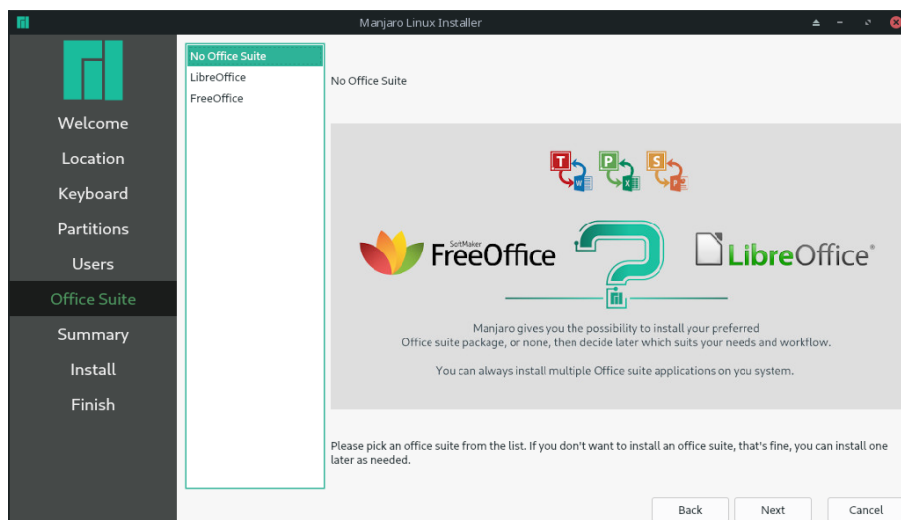 Manjaro Linux Installer
Welcome
Location
Keyboard
Partitions
Users
Office Suite
Summary
Install
Finish
No Office Suite
LibreOffice
FreeOffice
No Office Suite
T P S
W X P
SoftMaker
FreeOffice
LibreOffice®
Manjaro gives you the possibility to install your preferred
Office suite package, or none, then decide later which suits your needs and workflow.
You can always install multiple Office suite applications on you system.
Please pick an office suite from the list. If you don't want to install an office suite, that's fine, you can install one
later as needed.
Back Next Cancel